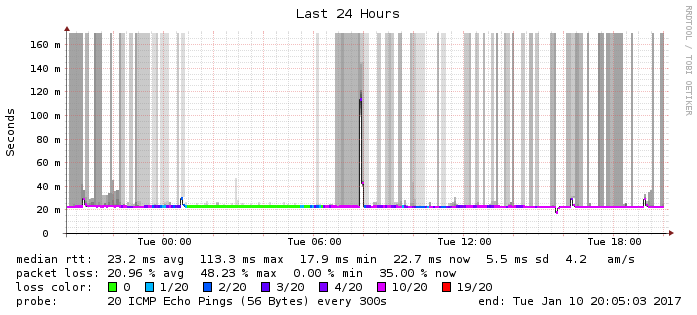 Last 24 Hours
RRDTOOL / TOBI OETIKER
Seconds
160 m
140 m
120 m
100 m
80 m
60 m
40 m
20 m
0
Tue 00:00 Tue 06:00 Tue 12:00 Tue 18:00
median rtt: 23.2 ms avg 113.3 ms max 17.9 ms min 22.7 ms now 5.5 ms sd 4.2 am/s
packet loss: 20.96 % avg 48.23 % max 0.00 % min 35.00 % now
loss color: 0 1/20 2/20 3/20 4/20 10/20 19/20
probe: 20 ICMP Echo Pings (56 Bytes) every 300s end: Tue Jan 10 20:05:03 2017